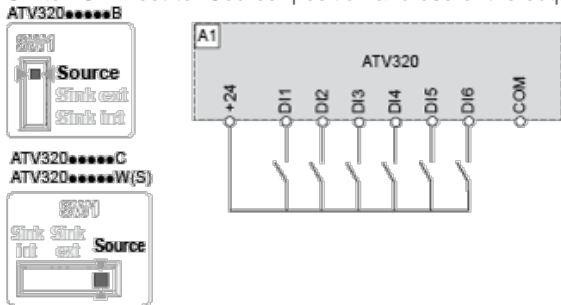 ATV320●●●●●B
SW1
Source
Sink ext
Sink int
ATV320●●●●●C
ATV320●●●●●W(S)
SW1
Sink Sink
int ext Source
A1
ATV320
+24 DI1 DI2 DI3 DI4 DI5 DI6 COM